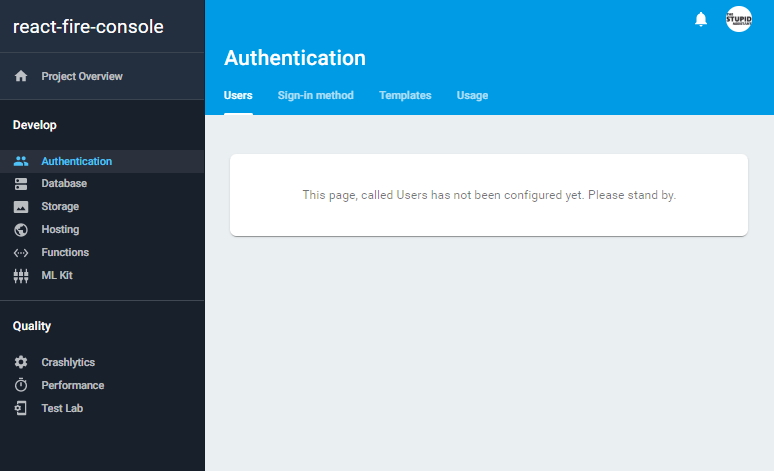 react-fire-console
Project Overview
Develop
Authentication
Database
Storage
Hosting
Functions
ML Kit
Quality
Crashlytics
Performance
Test Lab
THE
STUPID
ASSISTANT
Authentication
Users
Sign-in method
Templates
Usage
This page, called Users has not been configured yet. Please stand by.